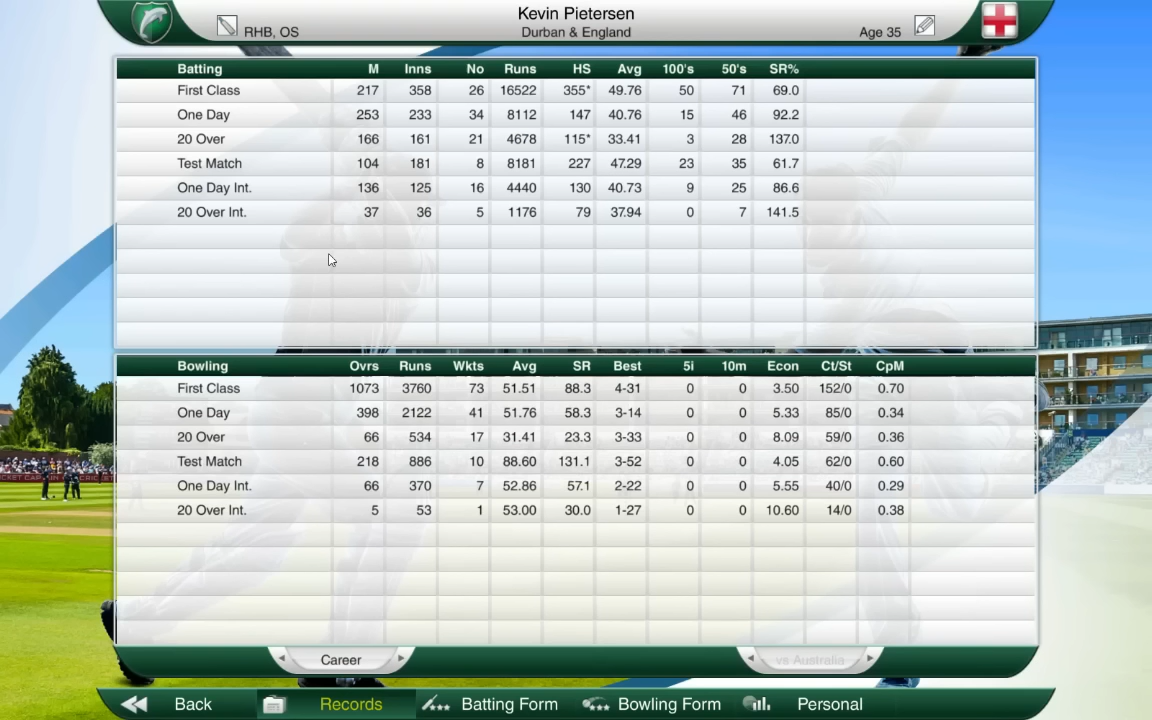 Kevin Pietersen
RHB, OS Durban & England Age 35
Batting M Inns No Runs HS Avg 100's 50's SR%
First Class 217 358 26 16522 355* 49.76 50 71 69.0
One Day 253 233 34 8112 147 40.76 15 46 92.2
20 Over 166 161 21 4678 115* 33.41 3 28 137.0
Test Match 104 181 8 8181 227 47.29 23 35 61.7
One Day Int. 136 125 16 4440 130 40.73 9 25 86.6
20 Over Int. 37 36 5 1176 79 37.94 0 7 141.5
Bowling Ovrs Runs Wkts Avg SR Best 5i 10m Econ Ct/St CpM
First Class 1073 3760 73 51.51 88.3 4-31 0 0 3.50 152/0 0.70
One Day 398 2122 41 51.76 58.3 3-14 0 0 5.33 85/0 0.34
20 Over 66 534 17 31.41 23.3 3-33 0 0 8.09 59/0 0.36
Test Match 218 886 10 88.60 131.1 3-52 0 0 4.05 62/0 0.60
One Day Int. 66 370 7 52.86 57.1 2-22 0 0 5.55 40/0 0.29
20 Over Int. 5 53 1 53.00 30.0 1-27 0 0 10.60 14/0 0.38
Career vs Australia
Back Records Batting Form Bowling Form Personal